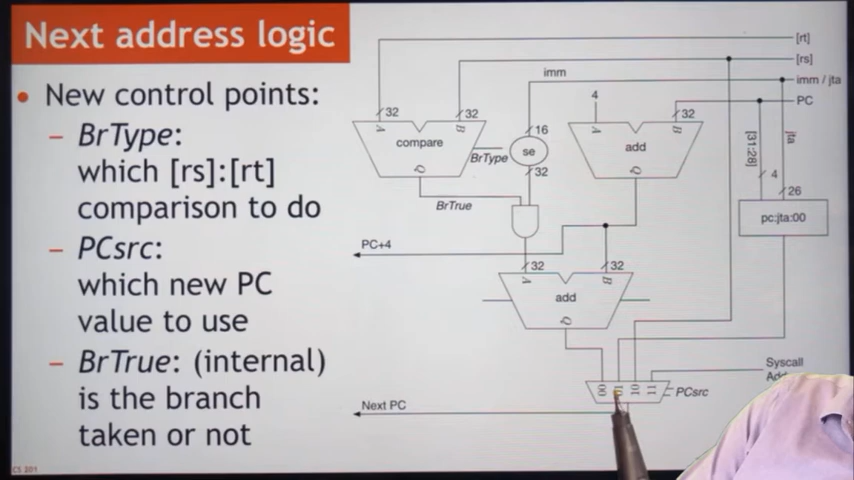 Next address logic
• New control points:
– BrType:
which [rs]:[rt]
comparison to do
– PCsrc:
which new PC
value to use
– BrTrue: (internal)
is the branch
taken or not
CS 201
[rt]
[rs]
imm
imm / jta
4
PC
32
32
32
A
B
16
A
B
compare
BrType
se
add
[31:28]
jta
Q
32
Q
4
26
BrTrue
pc:jta:00
PC+4
32
32
A
B
add
Q
Syscall
00
10
11
PCsrc
Next PC